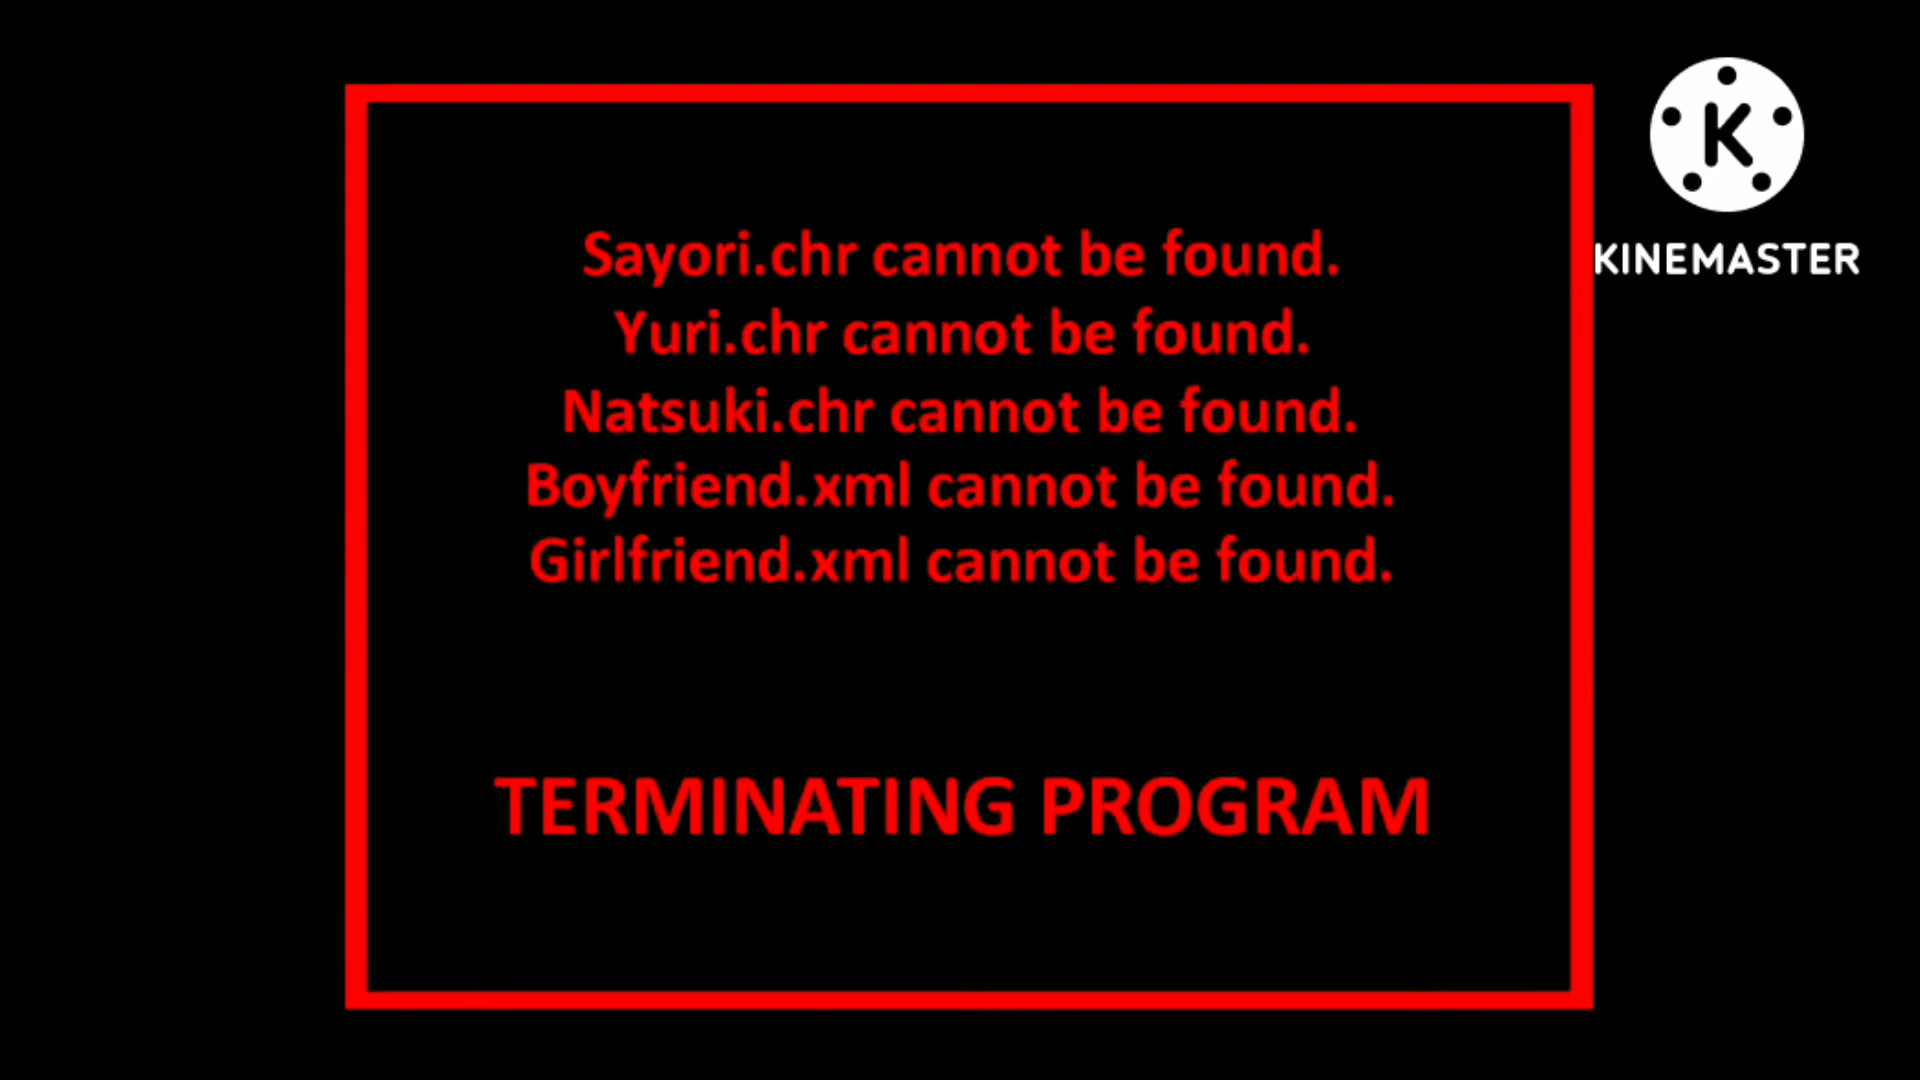 Sayori.chr cannot be found.
Yuri.chr cannot be found.
Natsuki.chr cannot be found.
Boyfriend.xml cannot be found.
Girlfriend.xml cannot be found.
TERMINATING PROGRAM
K
KINEMASTER